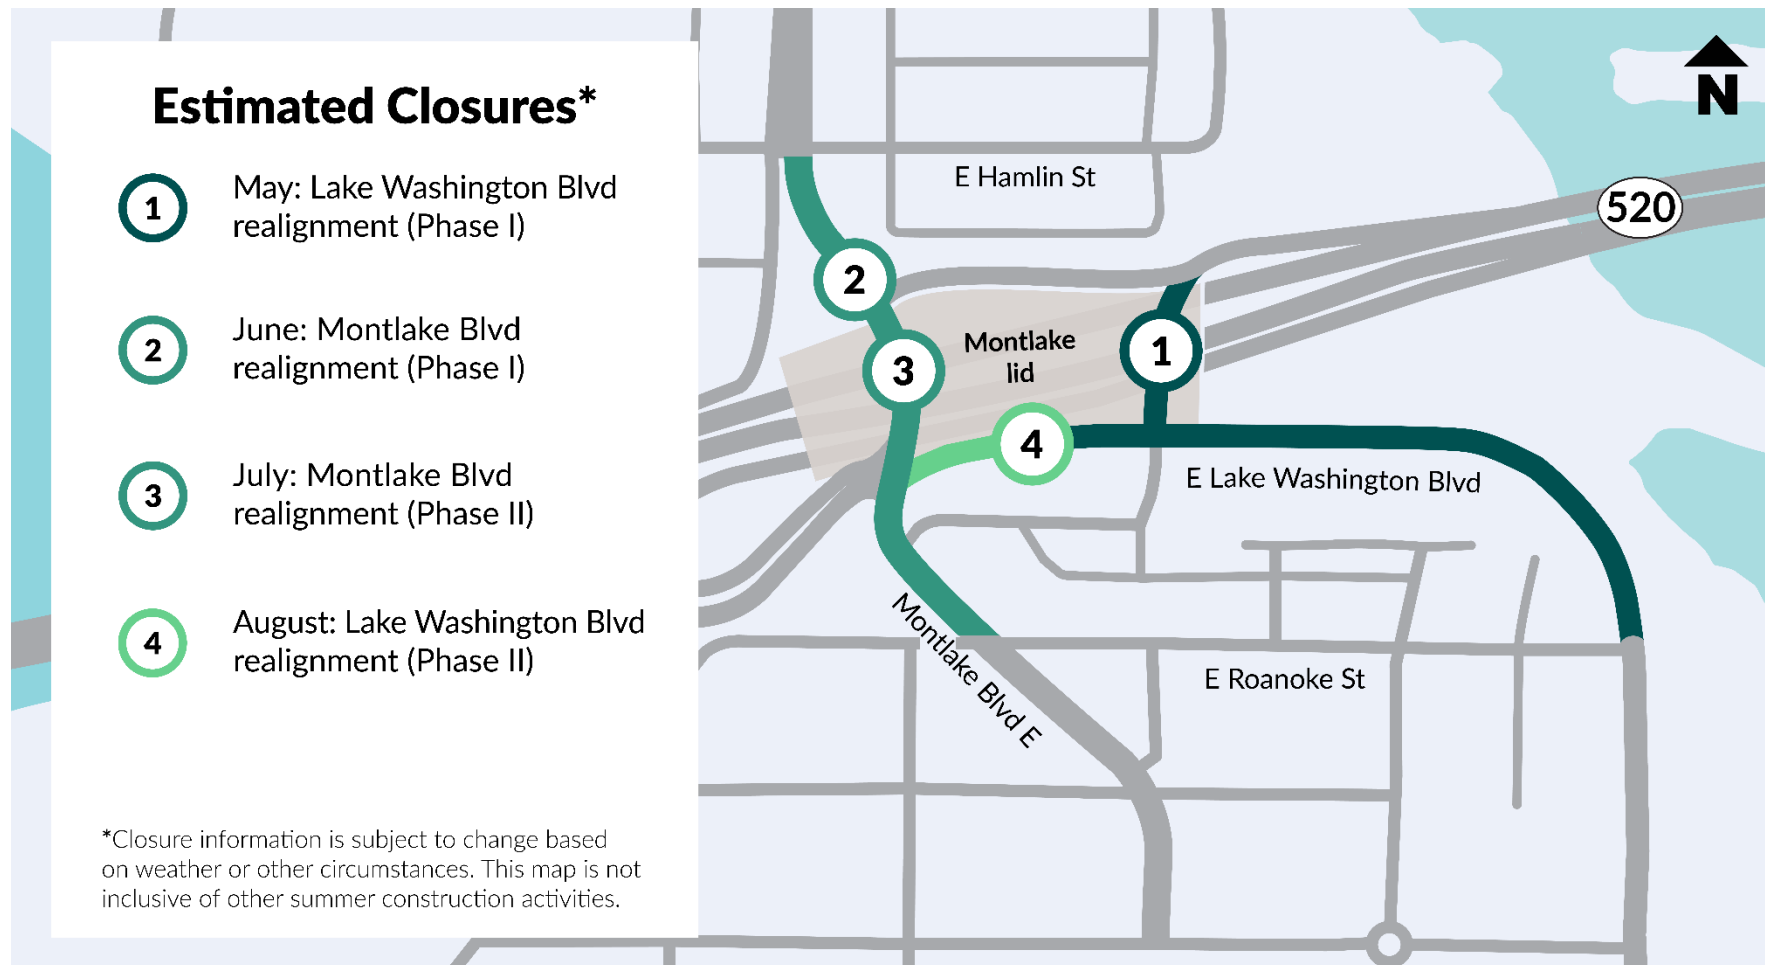 Estimated Closures*
1
May: Lake Washington Blvd
realignment (Phase I)
2
June: Montlake Blvd
realignment (Phase I)
3
July: Montlake Blvd
realignment (Phase II)
4
August: Lake Washington Blvd
realignment (Phase II)
*Closure information is subject to change based
on weather or other circumstances. This map is not
inclusive of other summer construction activities.
N
E Hamlin St
520
2
Montlake
lid
3
1
4
E Lake Washington Blvd
Montlake Blvd E
E Roanoke St